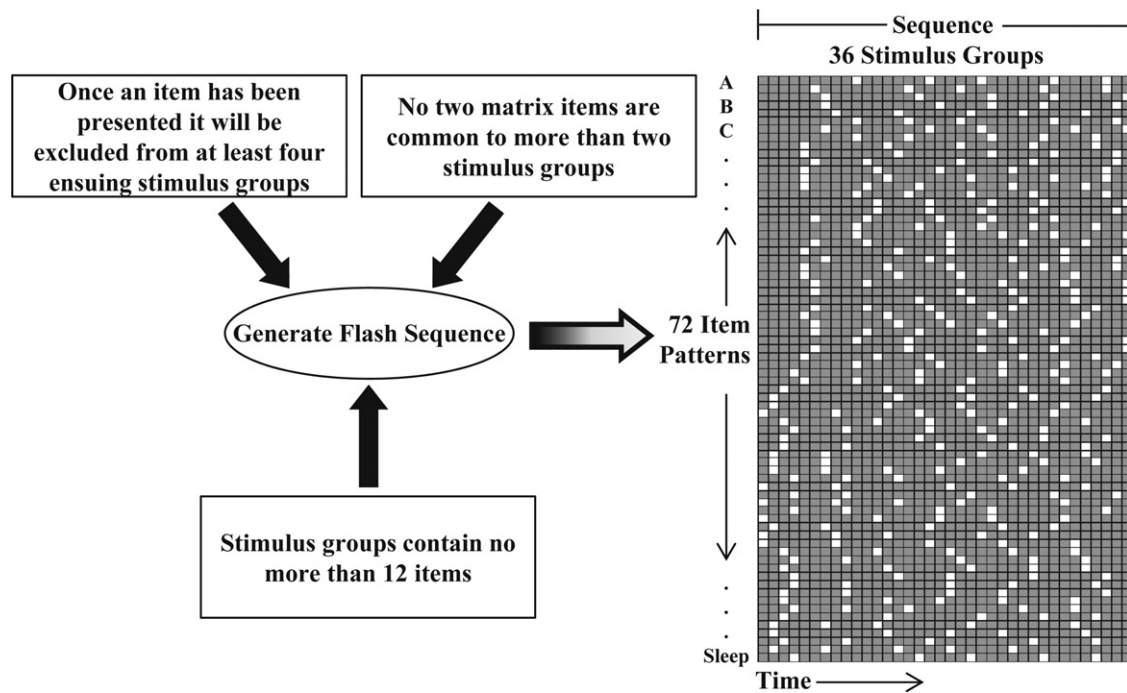 Once an item has been
presented it will be
excluded from at least four
ensuing stimulus groups
No two matrix items are
common to more than two
stimulus groups
Generate Flash Sequence
Stimulus groups contain no
more than 12 items
Sequence
36 Stimulus Groups
A
B
C
.
.
.
72 Item
Patterns
.
.
.
Sleep
Time